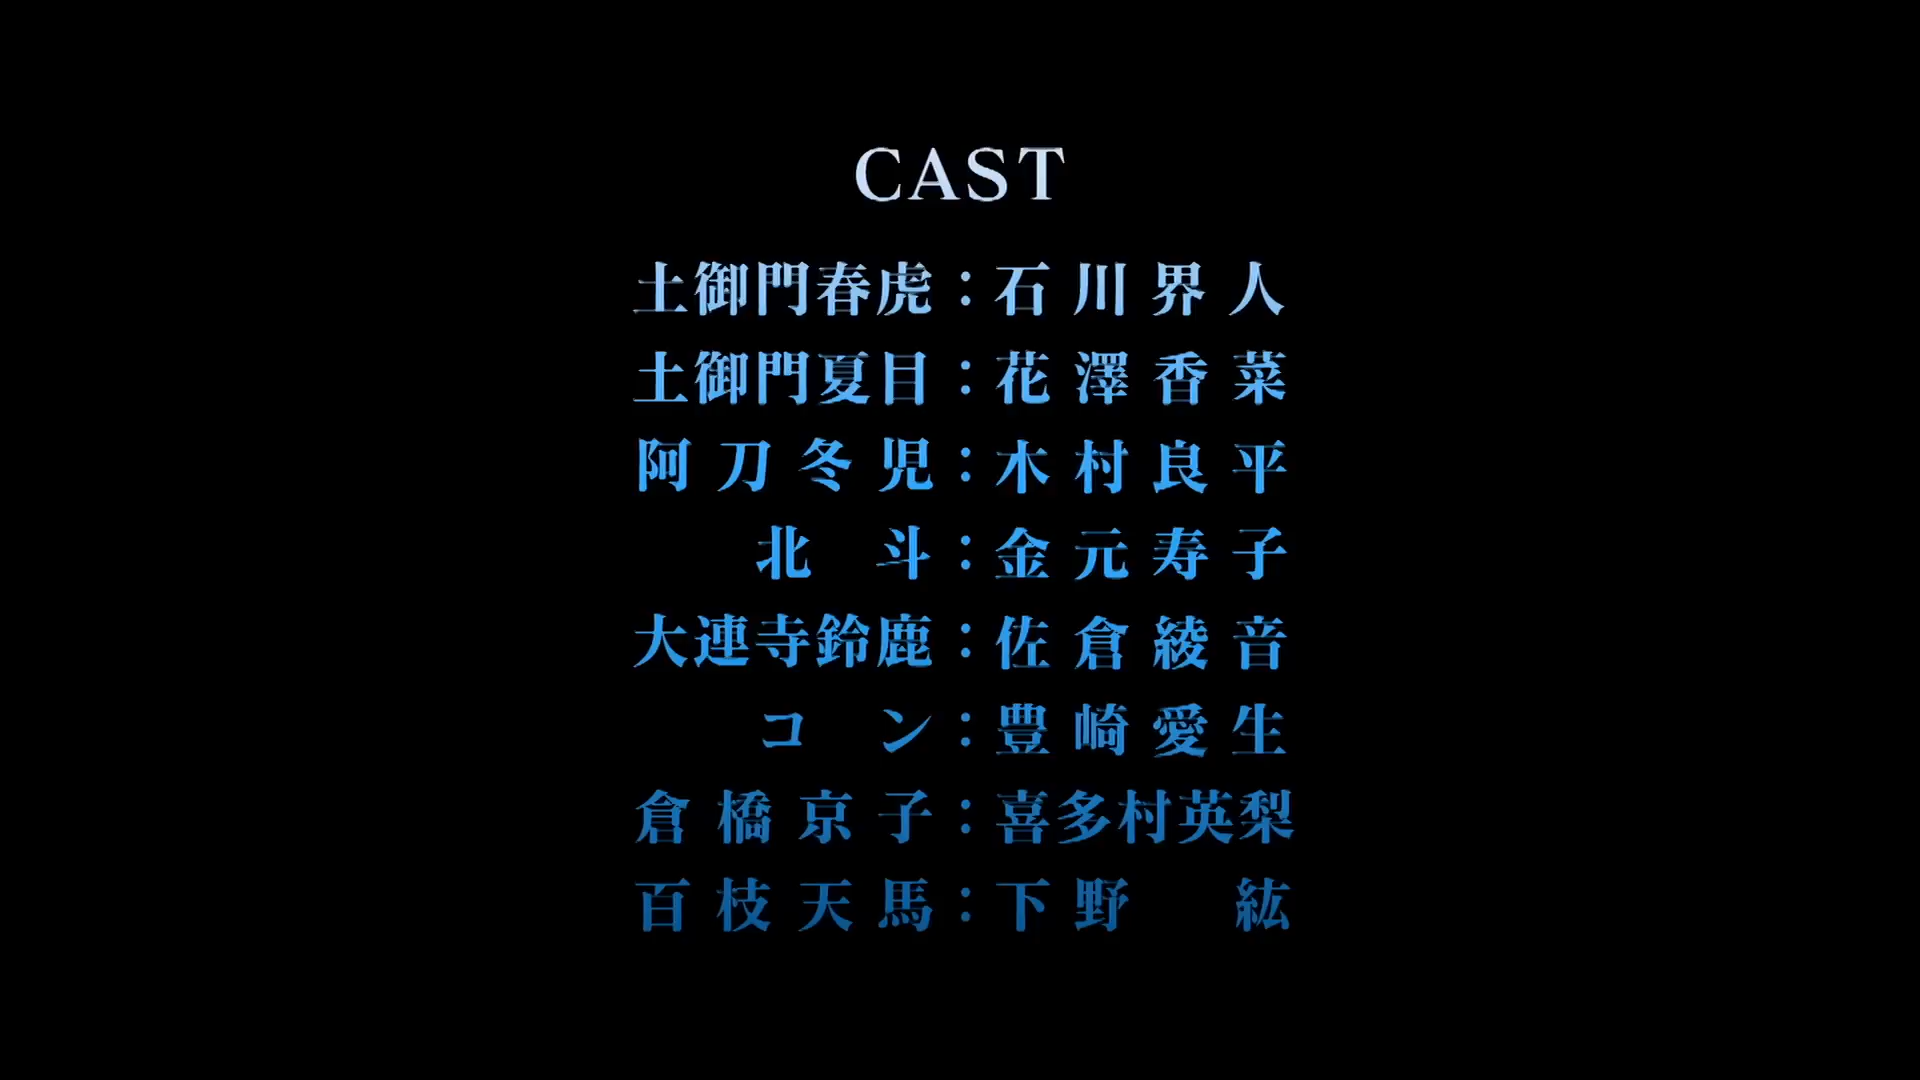 CAST
土御門春虎：石川界人
土御門夏目：花澤香菜
阿刀冬児：木村良平
北斗：金元寿子
大連寺鈴鹿：佐倉綾音
コン：豊崎愛生
倉橋京子：喜多村英梨
百枝天馬：下野紘